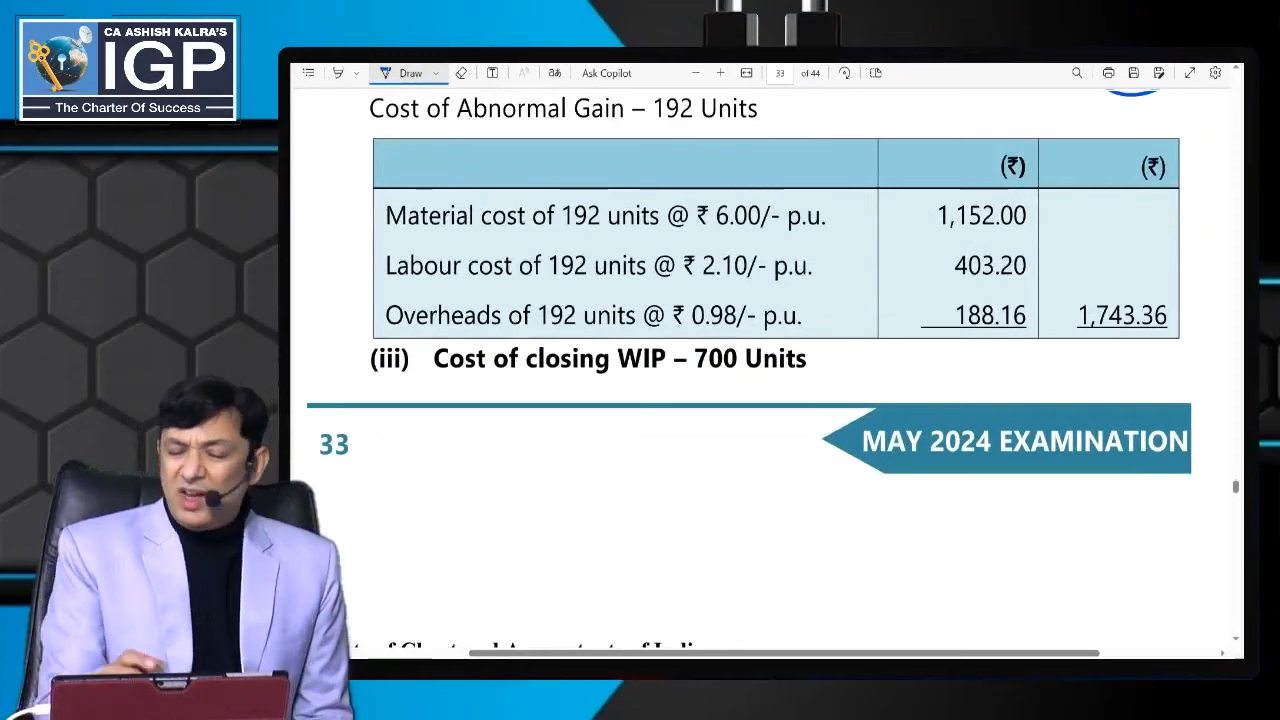 CA ASHISH KALRA'S
IGP
The Charter Of Success
Draw
Ask Copilot
33 of 44
Cost of Abnormal Gain – 192 Units
(₹) (₹)
Material cost of 192 units @ ₹ 6.00/- p.u. 1,152.00
Labour cost of 192 units @ ₹ 2.10/- p.u. 403.20
Overheads of 192 units @ ₹ 0.98/- p.u. 188.16 1,743.36
(iii) Cost of closing WIP – 700 Units
33
MAY 2024 EXAMINATION